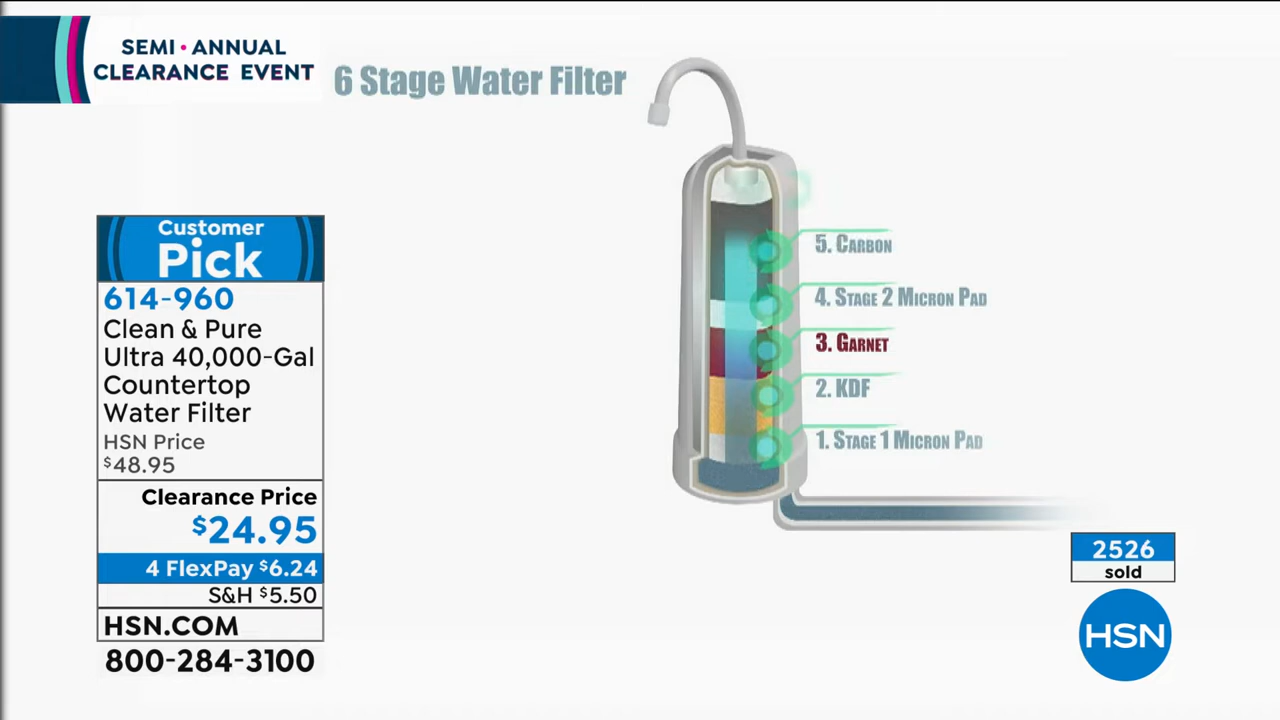 SEMI • ANNUAL
CLEARANCE EVENT
6 Stage Water Filter
Customer
Pick
614-960
Clean & Pure
Ultra 40,000-Gal
Countertop
Water Filter
HSN Price
$48.95
Clearance Price
$24.95
4 FlexPay $6.24
S&H $5.50
HSN.COM
800-284-3100
5. CARBON
4. STAGE 2 MICRON PAD
3. GARNET
2. KDF
1. STAGE 1 MICRON PAD
2526
sold
HSN